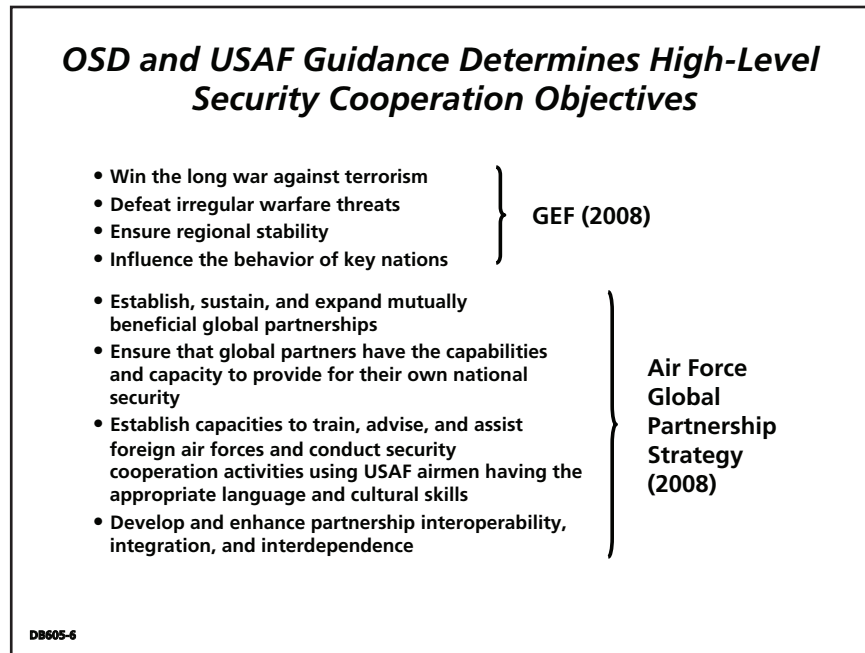 OSD and USAF Guidance Determines High-Level
Security Cooperation Objectives
• Win the long war against terrorism
• Defeat irregular warfare threats
• Ensure regional stability
• Influence the behavior of key nations
GEF (2008)
• Establish, sustain, and expand mutually
beneficial global partnerships
• Ensure that global partners have the capabilities
and capacity to provide for their own national
security
• Establish capacities to train, advise, and assist
foreign air forces and conduct security
cooperation activities using USAF airmen having the
appropriate language and cultural skills
• Develop and enhance partnership interoperability,
integration, and interdependence
Air Force
Global
Partnership
Strategy
(2008)
DB605-6